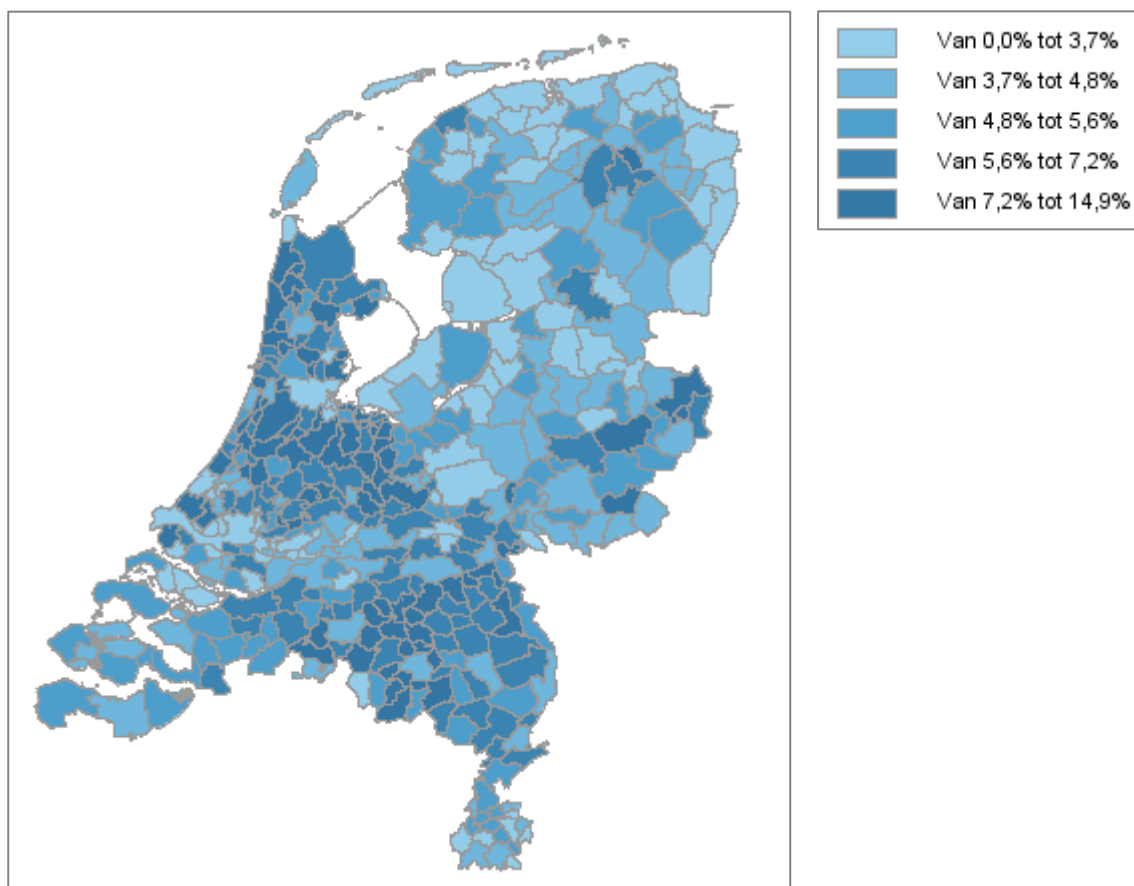 Van 0,0% tot 3,7%
Van 3,7% tot 4,8%
Van 4,8% tot 5,6%
Van 5,6% tot 7,2%
Van 7,2% tot 14,9%